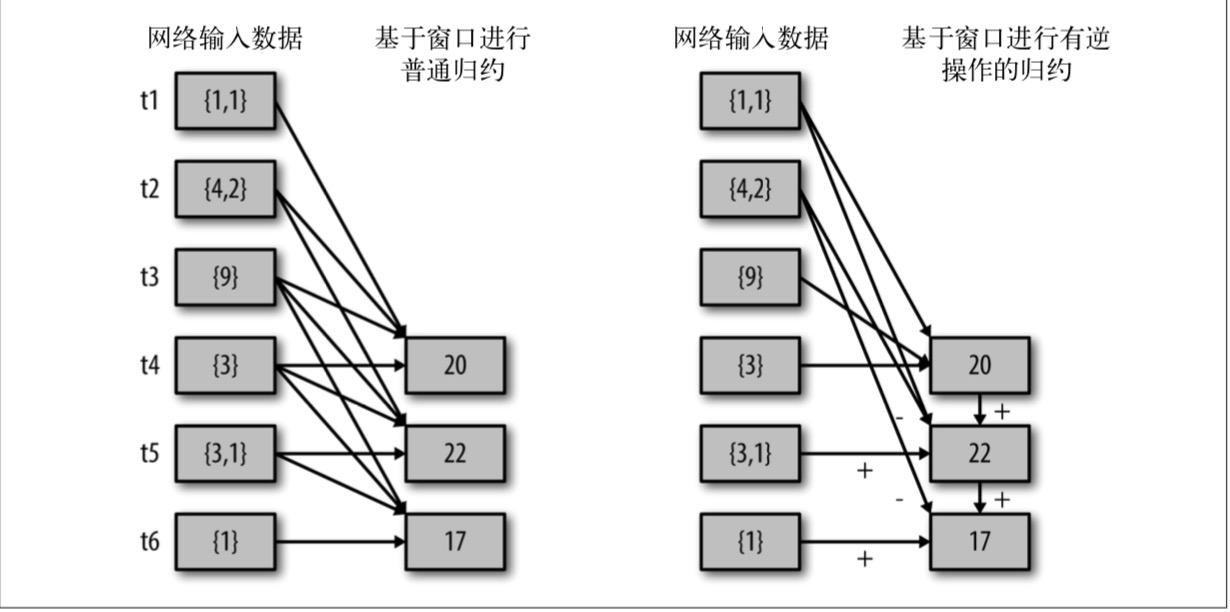 网络输入数据
基于窗口进行
普通归约
t1
{1,1}
t2
{4,2}
t3
{9}
t4
{3}
20
t5
{3,1}
22
t6
{1}
17
网络输入数据
基于窗口进行有逆
操作的归约
{1,1}
{4,2}
{9}
{3}
20
-
+
{3,1}
22
+
-
+
{1}
17
+